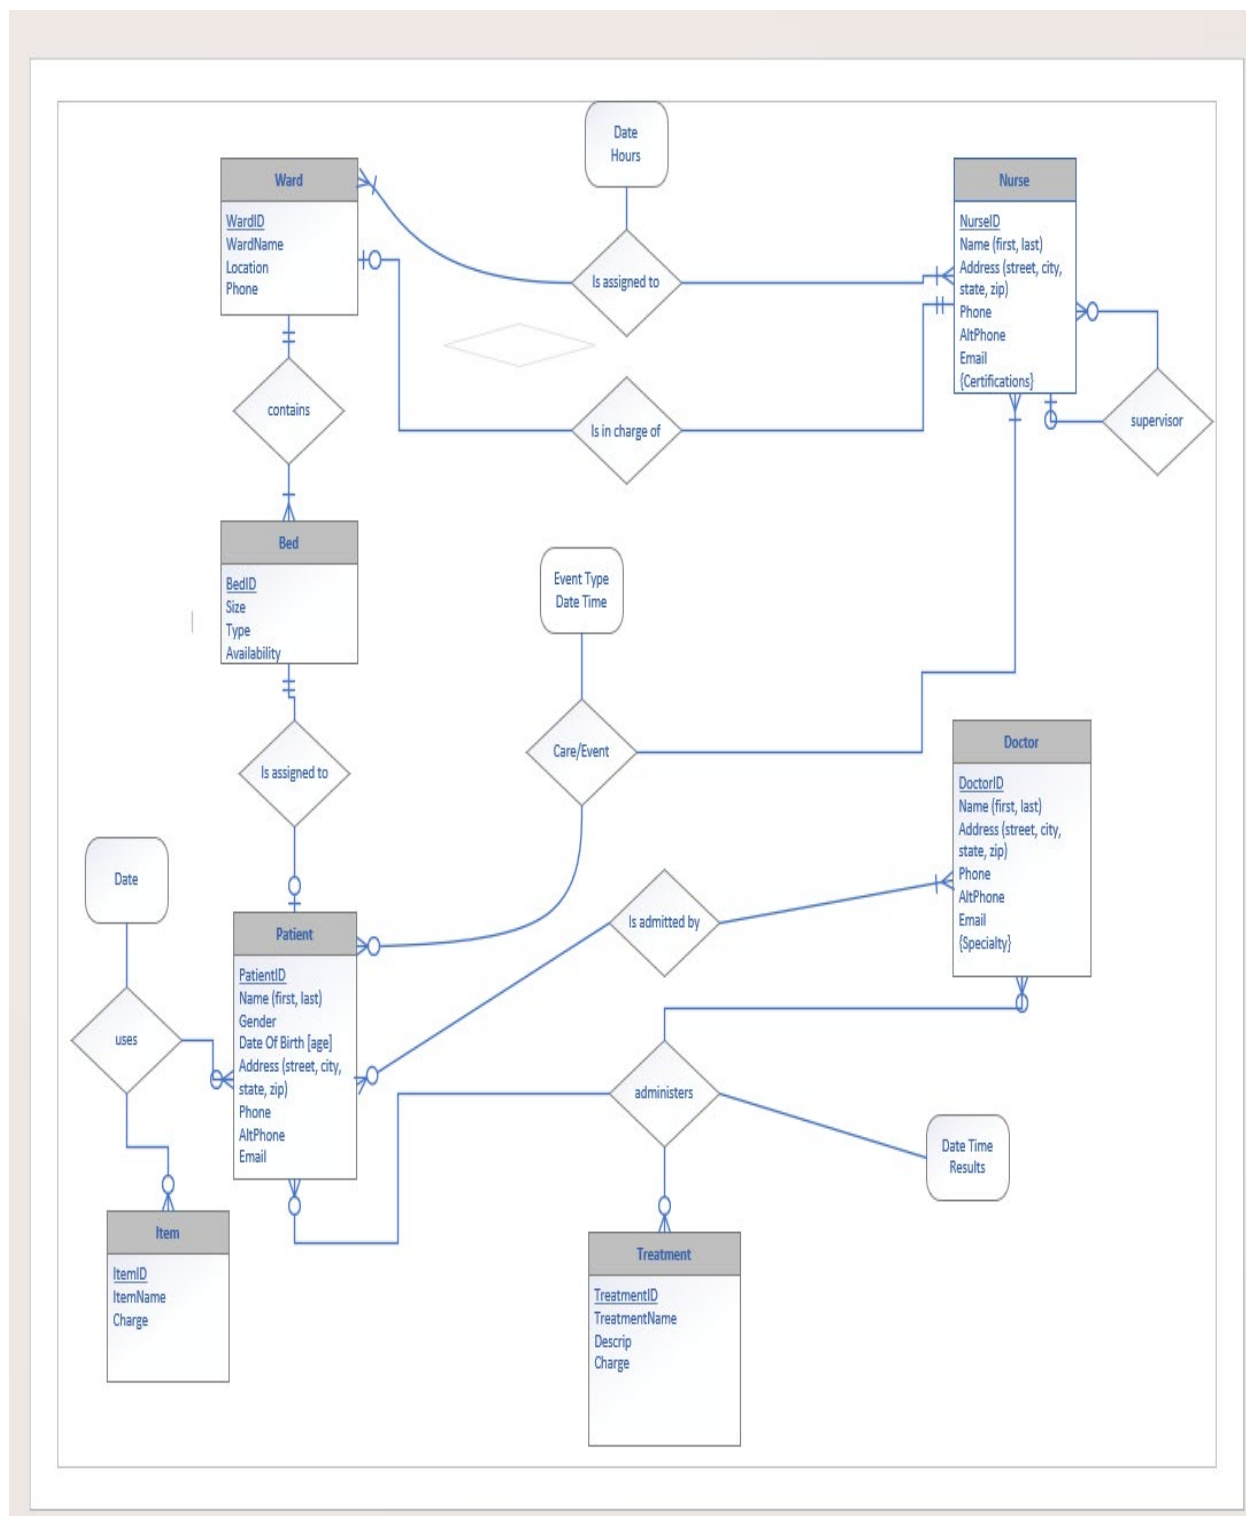 Date
Hours
Ward
WardID
WardName
Location
Phone
Is assigned to
Nurse
NurseID
Name (first, last)
Address (street, city,
state, zip)
Phone
AltPhone
Email
{Certifications}
contains
Is in charge of
supervisor
Bed
BedID
Size
Type
Availability
Event Type
Date Time
Is assigned to
Care/Event
Doctor
DoctorID
Name (first, last)
Address (street, city,
state, zip)
Phone
AltPhone
Email
{Specialty}
Date
Is admitted by
Patient
PatientID
Name (first, last)
Gender
Date Of Birth [age]
Address (street, city,
state, zip)
Phone
AltPhone
Email
uses
administers
Date Time
Results
Item
ItemID
ItemName
Charge
Treatment
TreatmentID
TreatmentName
Descrip
Charge